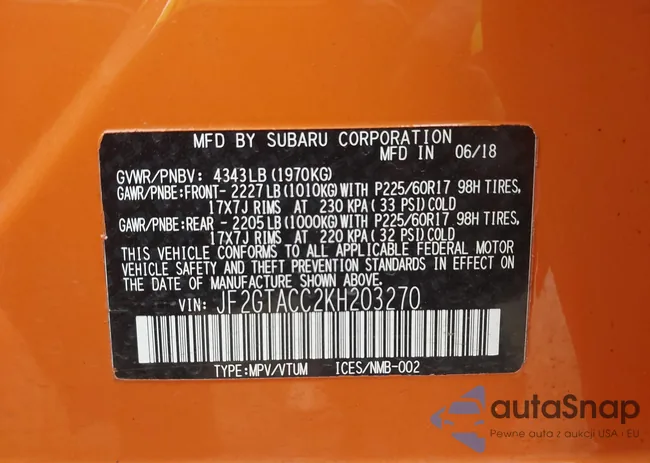 MFD BY SUBARU CORPORATION
MFD IN 06/18
GVWR/PNBV: 4343LB(1970KG)
GAWR/PNBE:FRONT- 2227LB(1010KG)WITH P225/60R17 98H TIRES,
17X7J RIMS AT 230 KPA( 33 PSI)COLD
GAWR/PNBE:REAR - 2205LB(1000KG)WITH P225/60R17 98H TIRES,
17X7J RIMS AT 220 KPA( 32 PSI)COLD
THIS VEHICLE CONFORMS TO ALL APPLICABLE FEDERAL MOTOR
VEHICLE SAFETY AND THEFT PREVENTION STANDARDS IN EFFECT ON
THE DATE OF MANUFACTURE SHOWN ABOVE.
VIN: JF2GTACC2KH203270
TYPE:MPV/VTUM ICES/NMB-002
autaSnap
Pewne auta z aukcji USA i EU